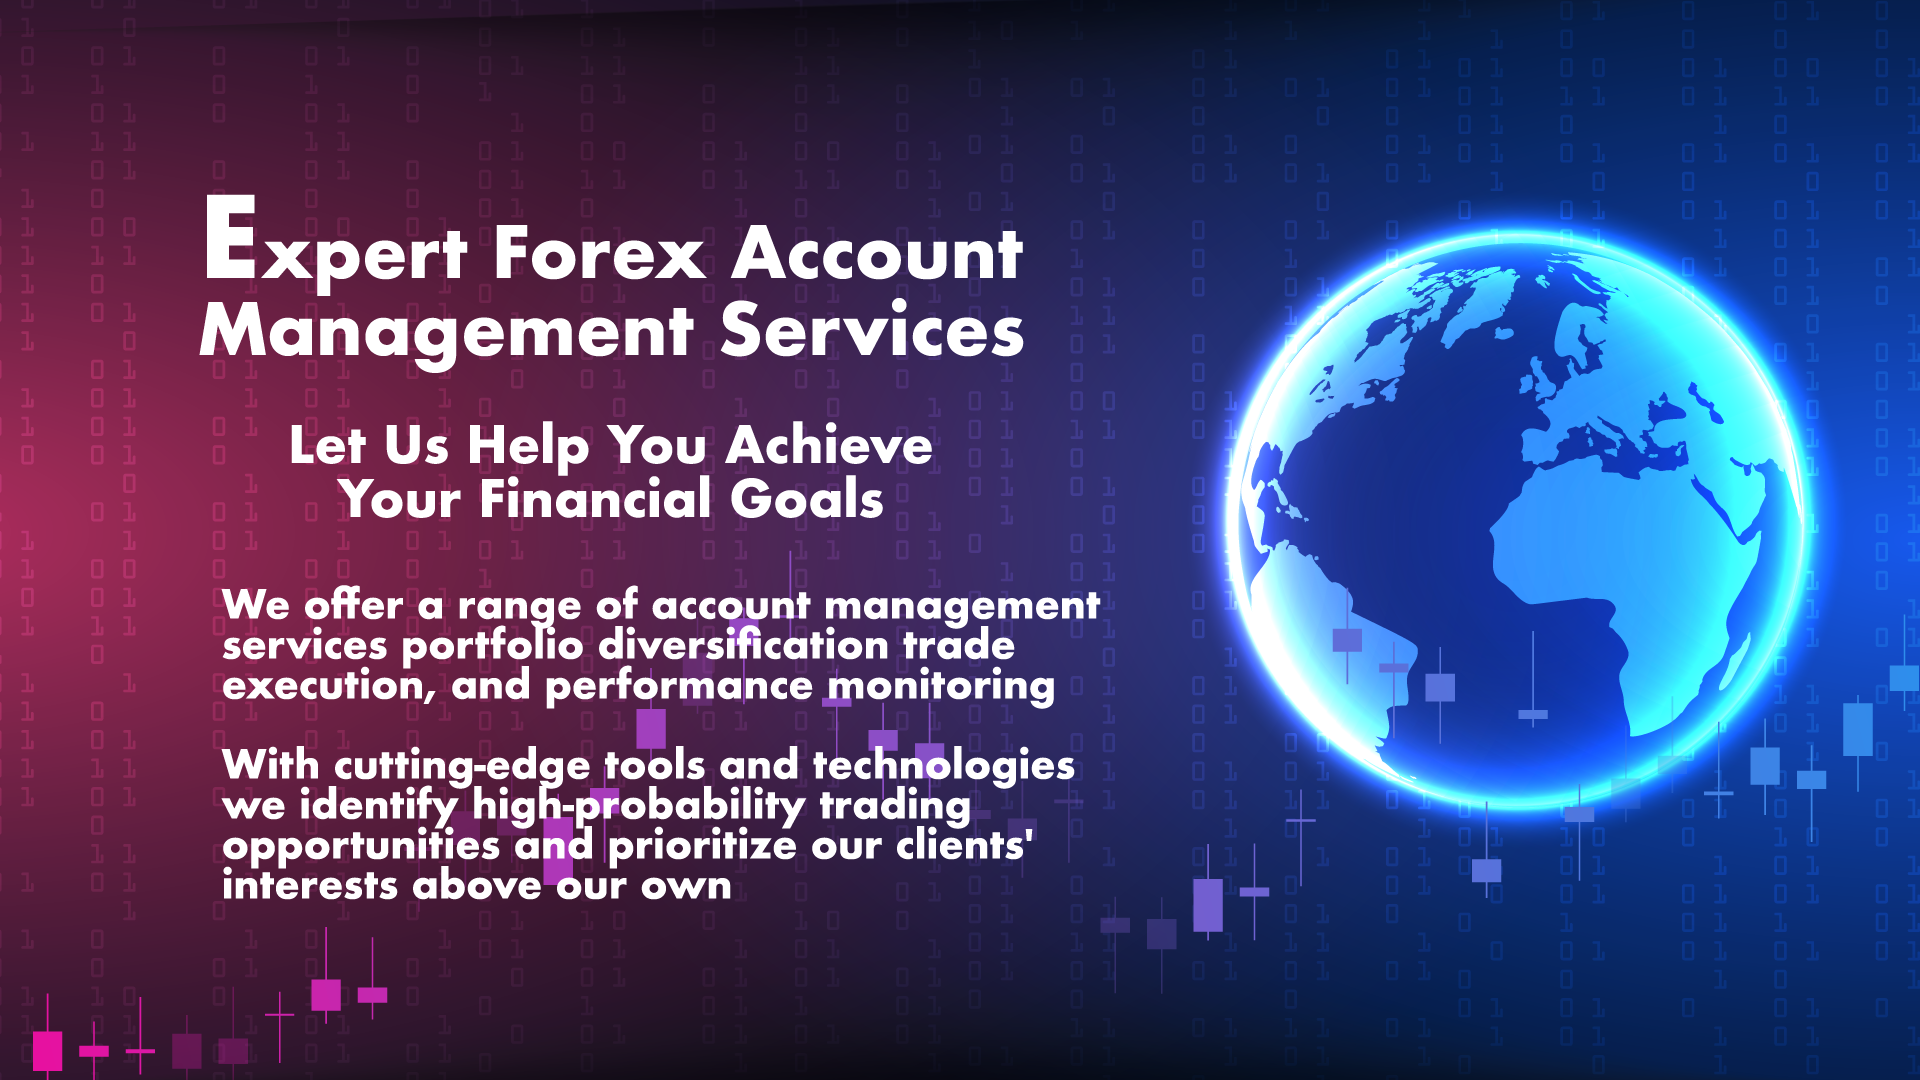 Expert Forex Account
Management Services
Let Us Help You Achieve
Your Financial Goals
We offer a range of account management
services portfolio diversification trade
execution, and performance monitoring
With cutting-edge tools and technologies
we identify high-probability trading
opportunities and prioritize our clients'
interests above our own